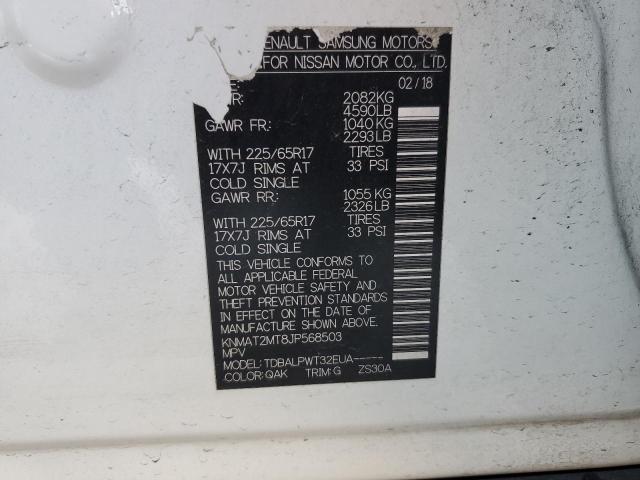 RENAULT SAMSUNG MOTORS
FOR NISSAN MOTOR CO., LTD.
02/18
2082KG
4590LB
GAWR FR: 1040 KG
2293LB
WITH 225/65R17 TIRES
17X7J RIMS AT 33 PSI
COLD SINGLE
GAWR RR: 1055 KG
2326LB
WITH 225/65R17 TIRES
17X7J RIMS AT 33 PSI
COLD SINGLE
THIS VEHICLE CONFORMS TO
ALL APPLICABLE FEDERAL
MOTOR VEHICLE SAFETY AND
THEFT PREVENTION STANDARDS
IN EFFECT ON THE DATE OF
MANUFACTURE SHOWN ABOVE.
KNMAT2MT8JP568503
MPV
MODEL: TDBALPWT32EUA-----
COLOR: QAK TRIM: G ZS30A